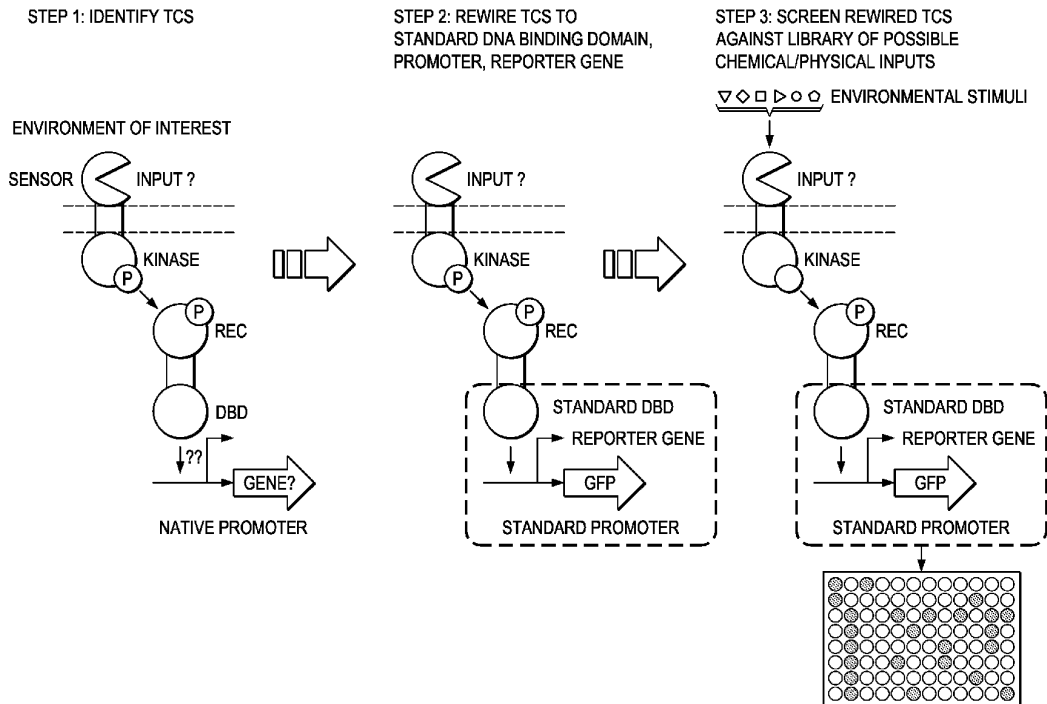 STEP 1: IDENTIFY TCS
ENVIRONMENT OF INTEREST
SENSOR
INPUT ?
KINASE
P
P
REC
DBD
??
GENE?
NATIVE PROMOTER
STEP 2: REWIRE TCS TO
STANDARD DNA BINDING DOMAIN,
PROMOTER, REPORTER GENE
INPUT ?
KINASE
P
P
REC
STANDARD DBD
REPORTER GENE
GFP
STANDARD PROMOTER
STEP 3: SCREEN REWIRED TCS
AGAINST LIBRARY OF POSSIBLE
CHEMICAL/PHYSICAL INPUTS
ENVIRONMENTAL STIMULI
INPUT ?
KINASE
P
REC
STANDARD DBD
REPORTER GENE
GFP
STANDARD PROMOTER